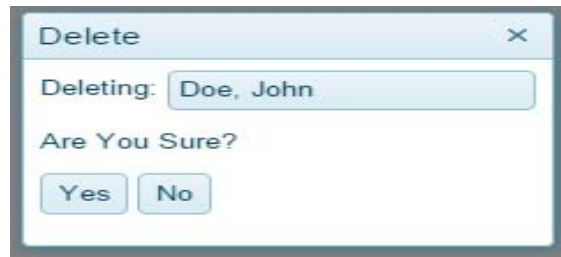 Delete
Deleting: Doe, John
Are You Sure?
Yes No